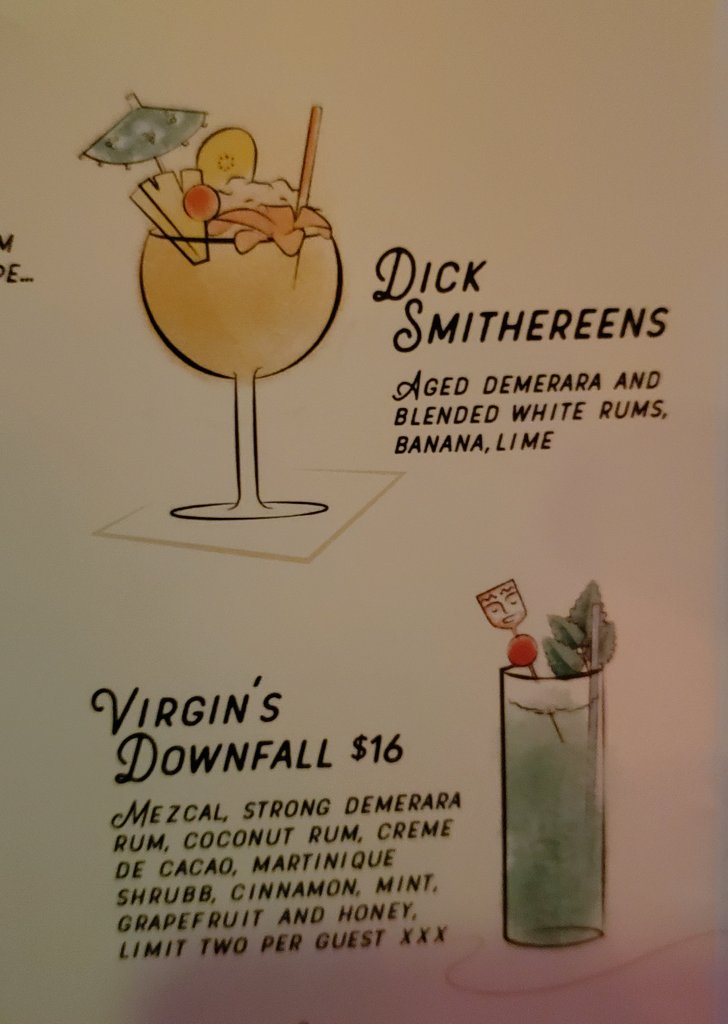 M
DE...
DICK
SMITHEREENS
AGED DEMERARA AND
BLENDED WHITE RUMS,
BANANA, LIME
VIRGIN'S
DOWNFALL $16
MEZCAL, STRONG DEMERARA
RUM, COCONUT RUM, CREME
DE CACAO, MARTINIQUE
SHRUBB, CINNAMON, MINT,
GRAPEFRUIT AND HONEY.
LIMIT TWO PER GUEST XXX